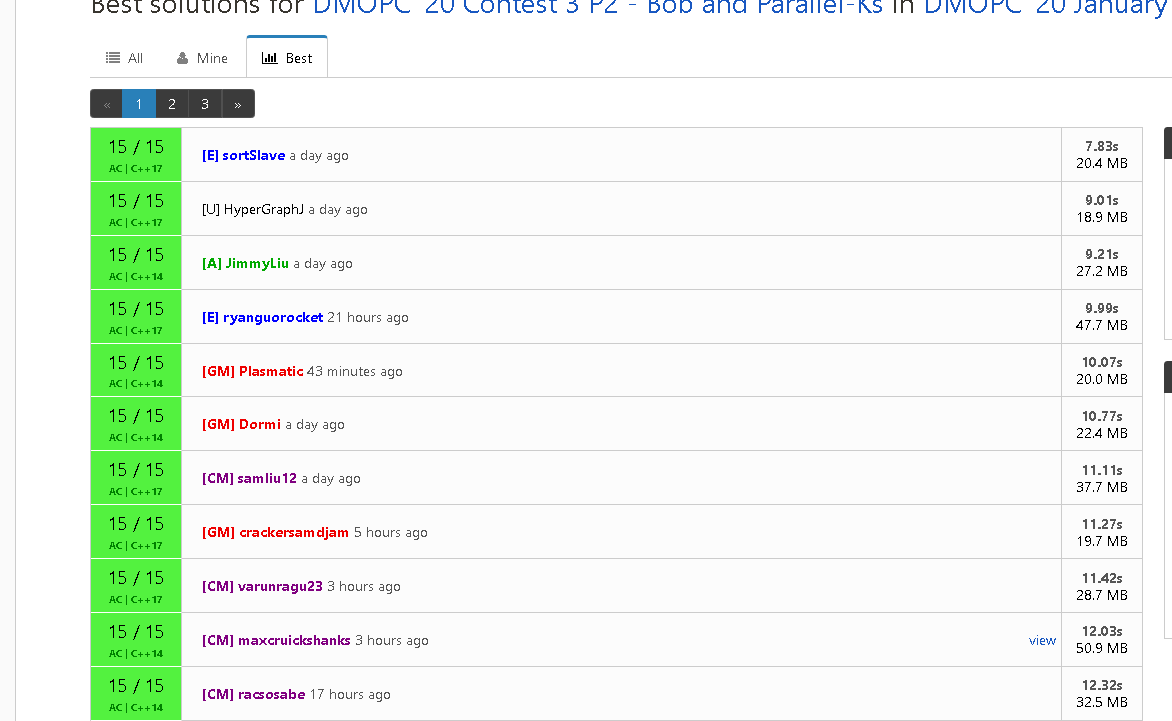 Best solutions for DMOPC '20 Contest 3 P2 - Bob and Parallel-Ks in DMOPC '20 January
All Mine Best
« 1 2 3 »
15 / 15
AC | C++17
[E] sortSlave a day ago
7.83s
20.4 MB
15 / 15
AC | C++17
[U] HyperGraphJ a day ago
9.01s
18.9 MB
15 / 15
AC | C++14
[A] JimmyLiu a day ago
9.21s
27.2 MB
15 / 15
AC | C++17
[E] ryanguorocket 21 hours ago
9.99s
47.7 MB
15 / 15
AC | C++14
[GM] Plasmatic 43 minutes ago
10.07s
20.0 MB
15 / 15
AC | C++14
[GM] Dormi a day ago
10.77s
22.4 MB
15 / 15
AC | C++17
[CM] samliu12 a day ago
11.11s
37.7 MB
15 / 15
AC | C++17
[GM] crackersamdjam 5 hours ago
11.27s
19.7 MB
15 / 15
AC | C++17
[CM] varunragu23 3 hours ago
11.42s
28.7 MB
15 / 15
AC | C++14
[CM] maxcruickshanks 3 hours ago
view
12.03s
50.9 MB
15 / 15
AC | C++14
[CM] racsosabe 17 hours ago
12.32s
32.5 MB